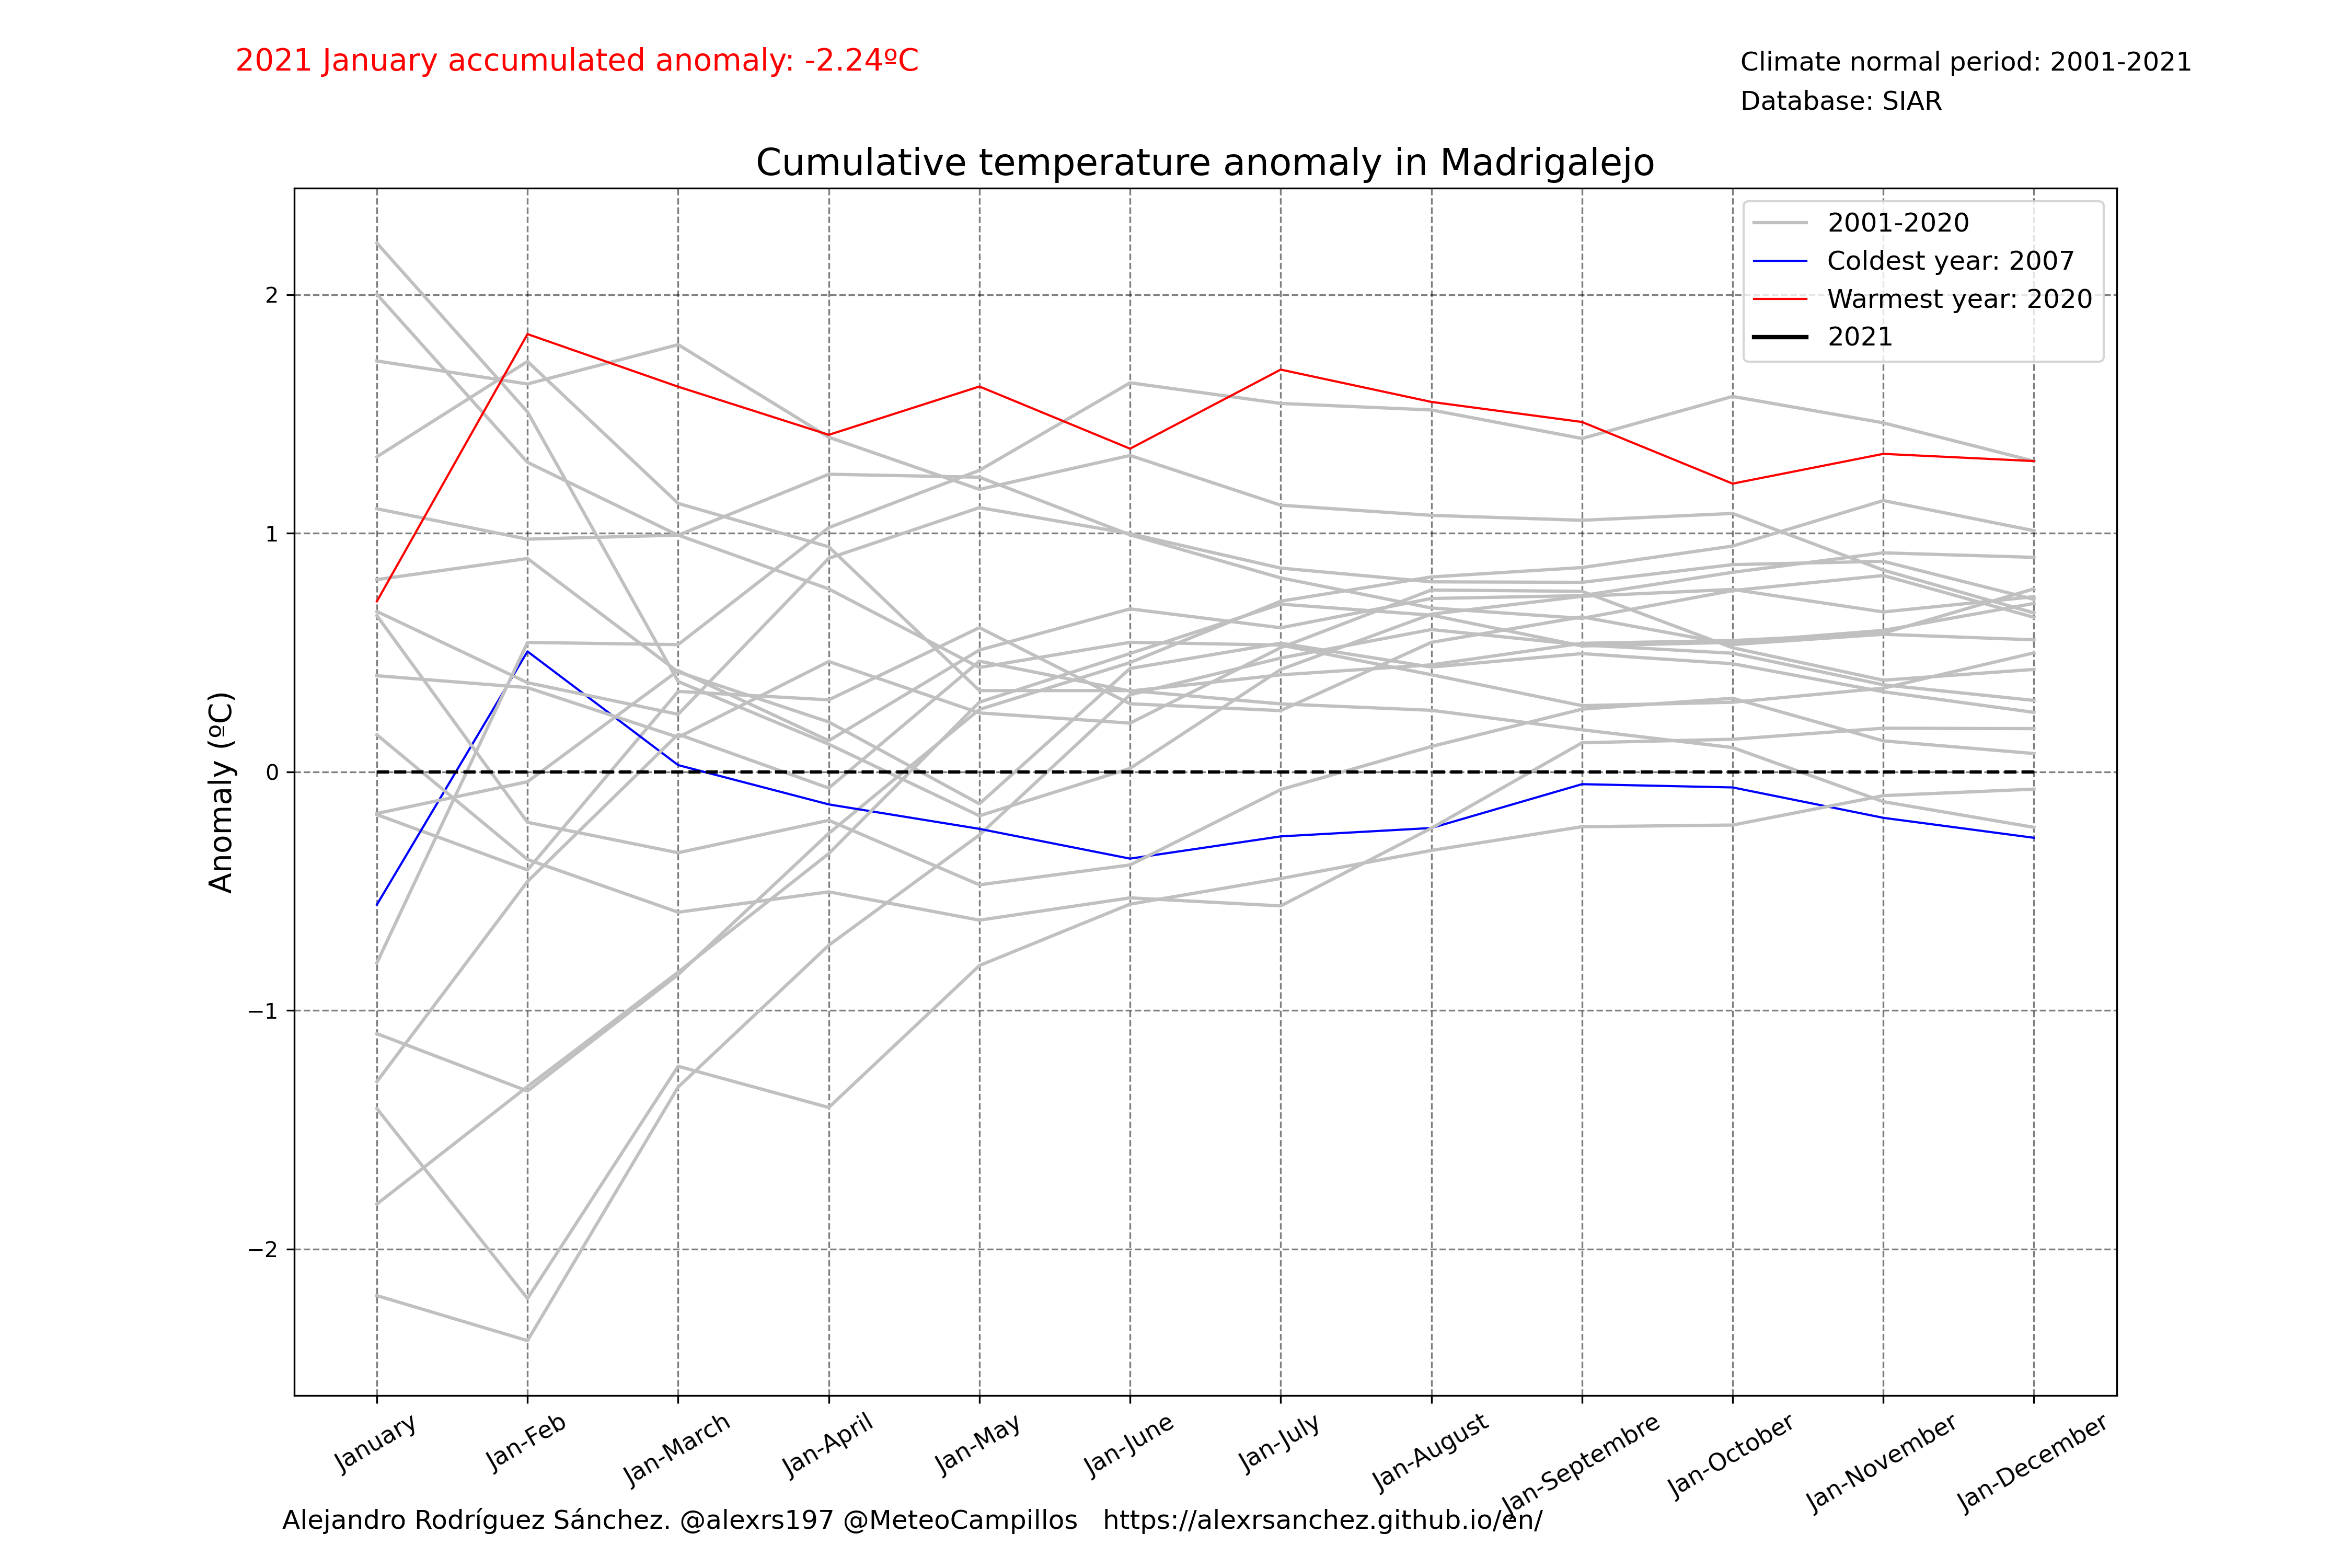 2021 January accumulated anomaly: -2.24ºC
Climate normal period: 2001-2021
Database: SIAR
Cumulative temperature anomaly in Madrigalejo
2001-2020
Coldest year: 2007
Warmest year: 2020
2021
Anomaly (ºC)
2
1
0
−1
−2
January
Jan-Feb
Jan-March
Jan-April
Jan-May
Jan-June
Jan-July
Jan-August
Jan-Septembre
Jan-October
Jan-November
Jan-December
Alejandro Rodríguez Sánchez. @alexrs197 @MeteoCampillos https://alexrsanchez.github.io/en/